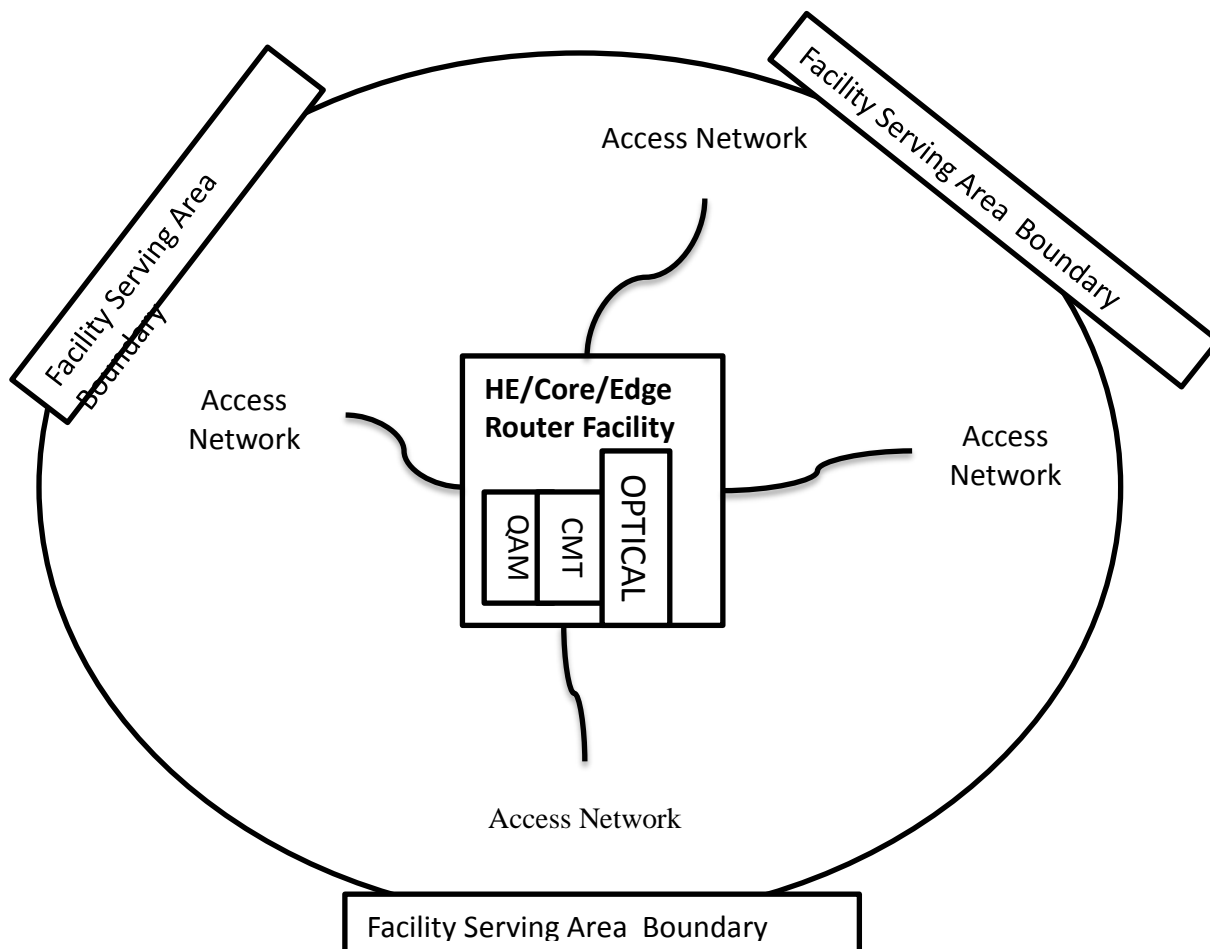 Facility Serving Area
Boundary
Facility Serving Area  Boundary
Access Network
Access
Network
HE/Core/Edge
Router Facility
QAM
CMT
OPTICAL
Access
Network
Access Network
Facility Serving Area  Boundary